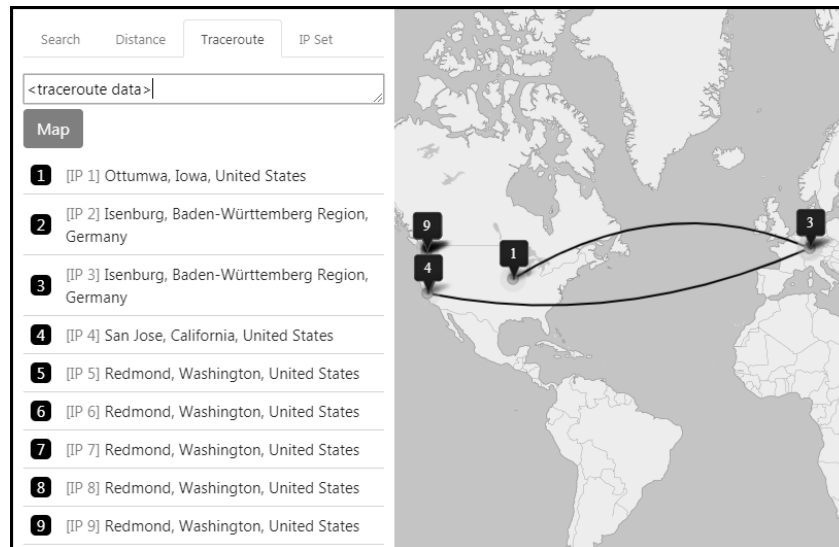 Search Distance Traceroute IP Set
<traceroute data>
Map
1 [IP 1] Ottumwa, Iowa, United States
2 [IP 2] Isenburg, Baden-Württemberg Region,
Germany
3 [IP 3] Isenburg, Baden-Württemberg Region,
Germany
4 [IP 4] San Jose, California, United States
5 [IP 5] Redmond, Washington, United States
6 [IP 6] Redmond, Washington, United States
7 [IP 7] Redmond, Washington, United States
8 [IP 8] Redmond, Washington, United States
9 [IP 9] Redmond, Washington, United States
9
4
1
3